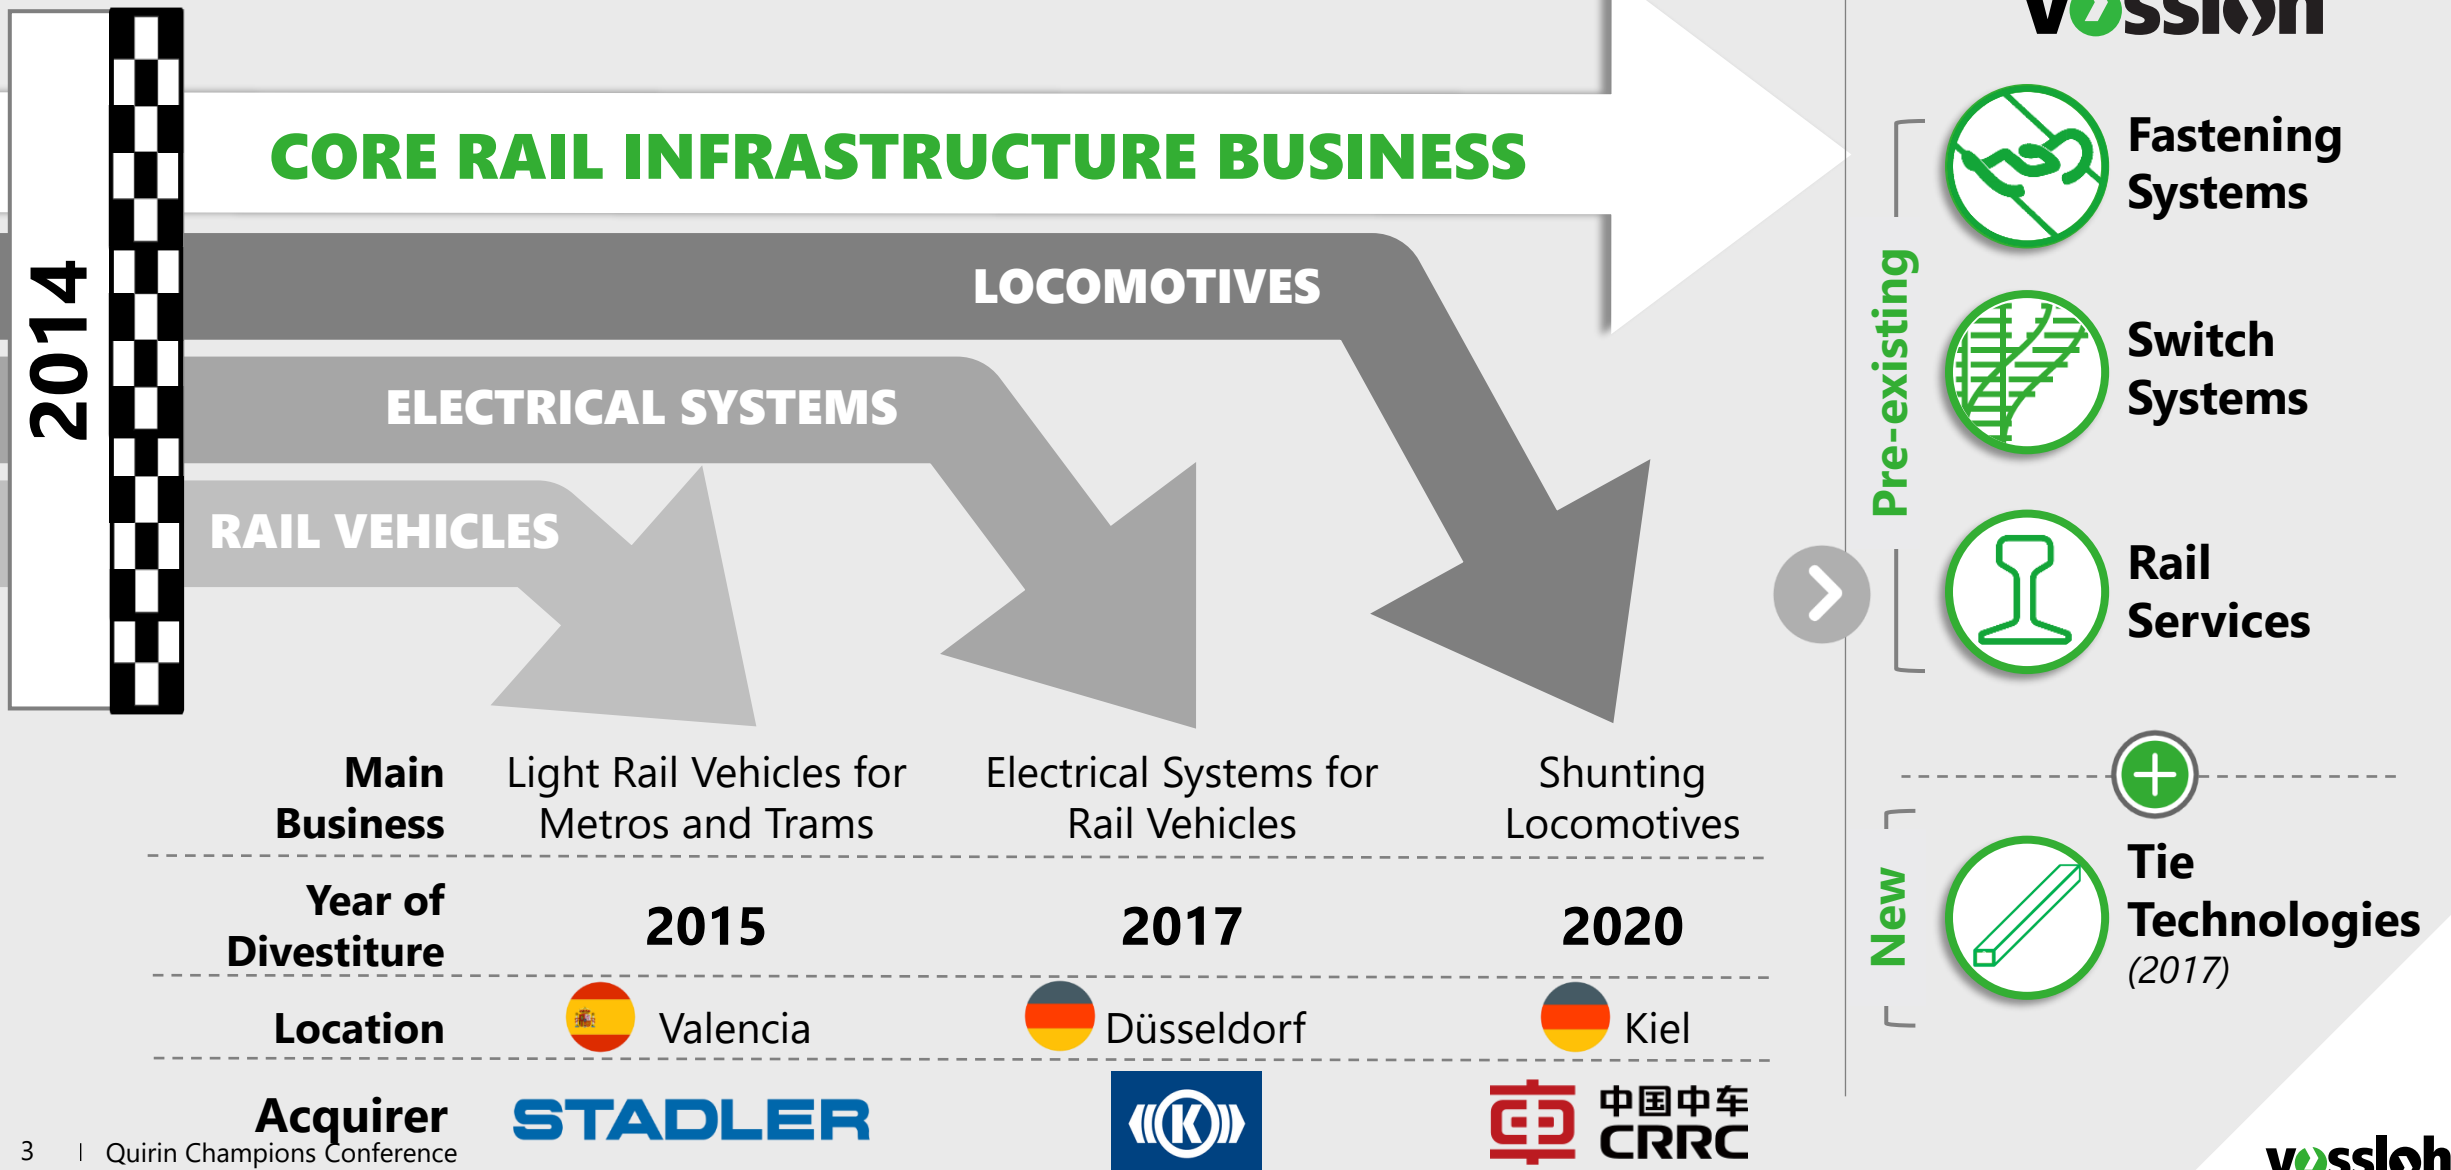 vossloh
2014
CORE RAIL INFRASTRUCTURE BUSINESS
LOCOMOTIVES
ELECTRICAL SYSTEMS
RAIL VEHICLES
Pre-existing
Fastening
Systems
Switch
Systems
Rail
Services
New
Tie
Technologies
(2017)
Main
Business
Light Rail Vehicles for
Metros and Trams
Electrical Systems for
Rail Vehicles
Shunting
Locomotives
Year of
Divestiture
2015
2017
2020
Location
Valencia
Düsseldorf
Kiel
Acquirer
STADLER
K
中国中车
CRRC
3 | Quirin Champions Conference
vossloh